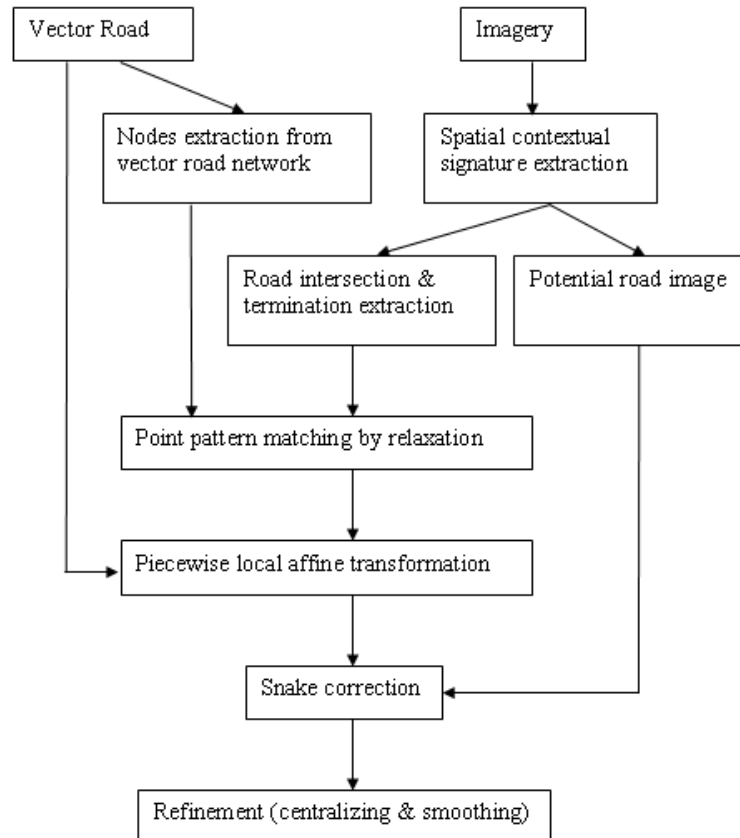 Vector Road
Imagery
Nodes extraction from
vector road network
Spatial contextual
signature extraction
Road intersection &
termination extraction
Potential road image
Point pattern matching by relaxation
Piecewise local affine transformation
Snake correction
Refinement (centralizing & smoothing)